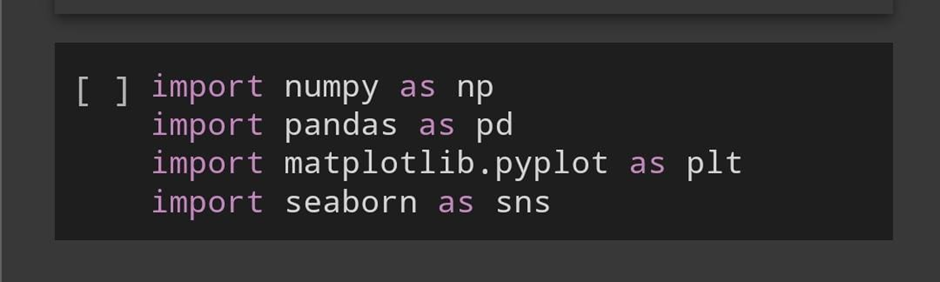 [ ] import numpy as np
import pandas as pd
import matplotlib.pyplot as plt
import seaborn as sns